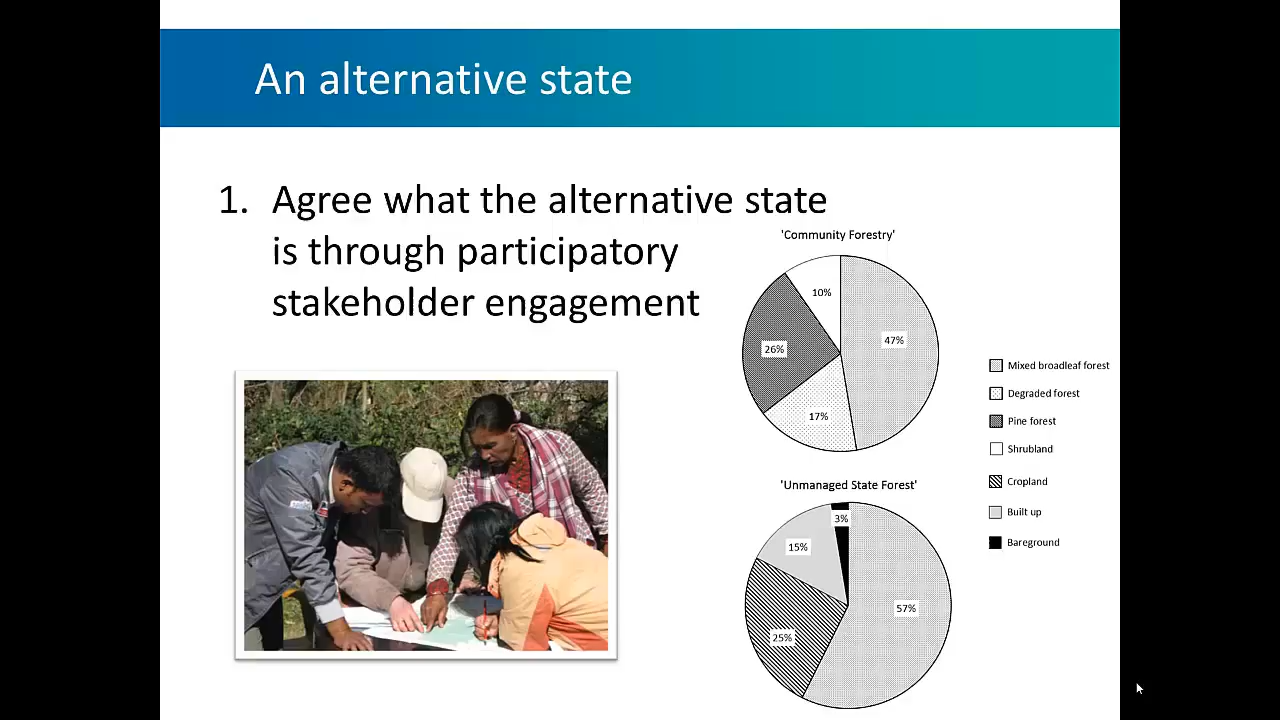 An alternative state
1. Agree what the alternative state
is through participatory
stakeholder engagement
'Community Forestry'
10%
47%
26%
17%
Mixed broadleaf forest
Degraded forest
Pine forest
Shrubland
Cropland
Built up
Bareground
'Unmanaged State Forest'
3%
15%
57%
25%